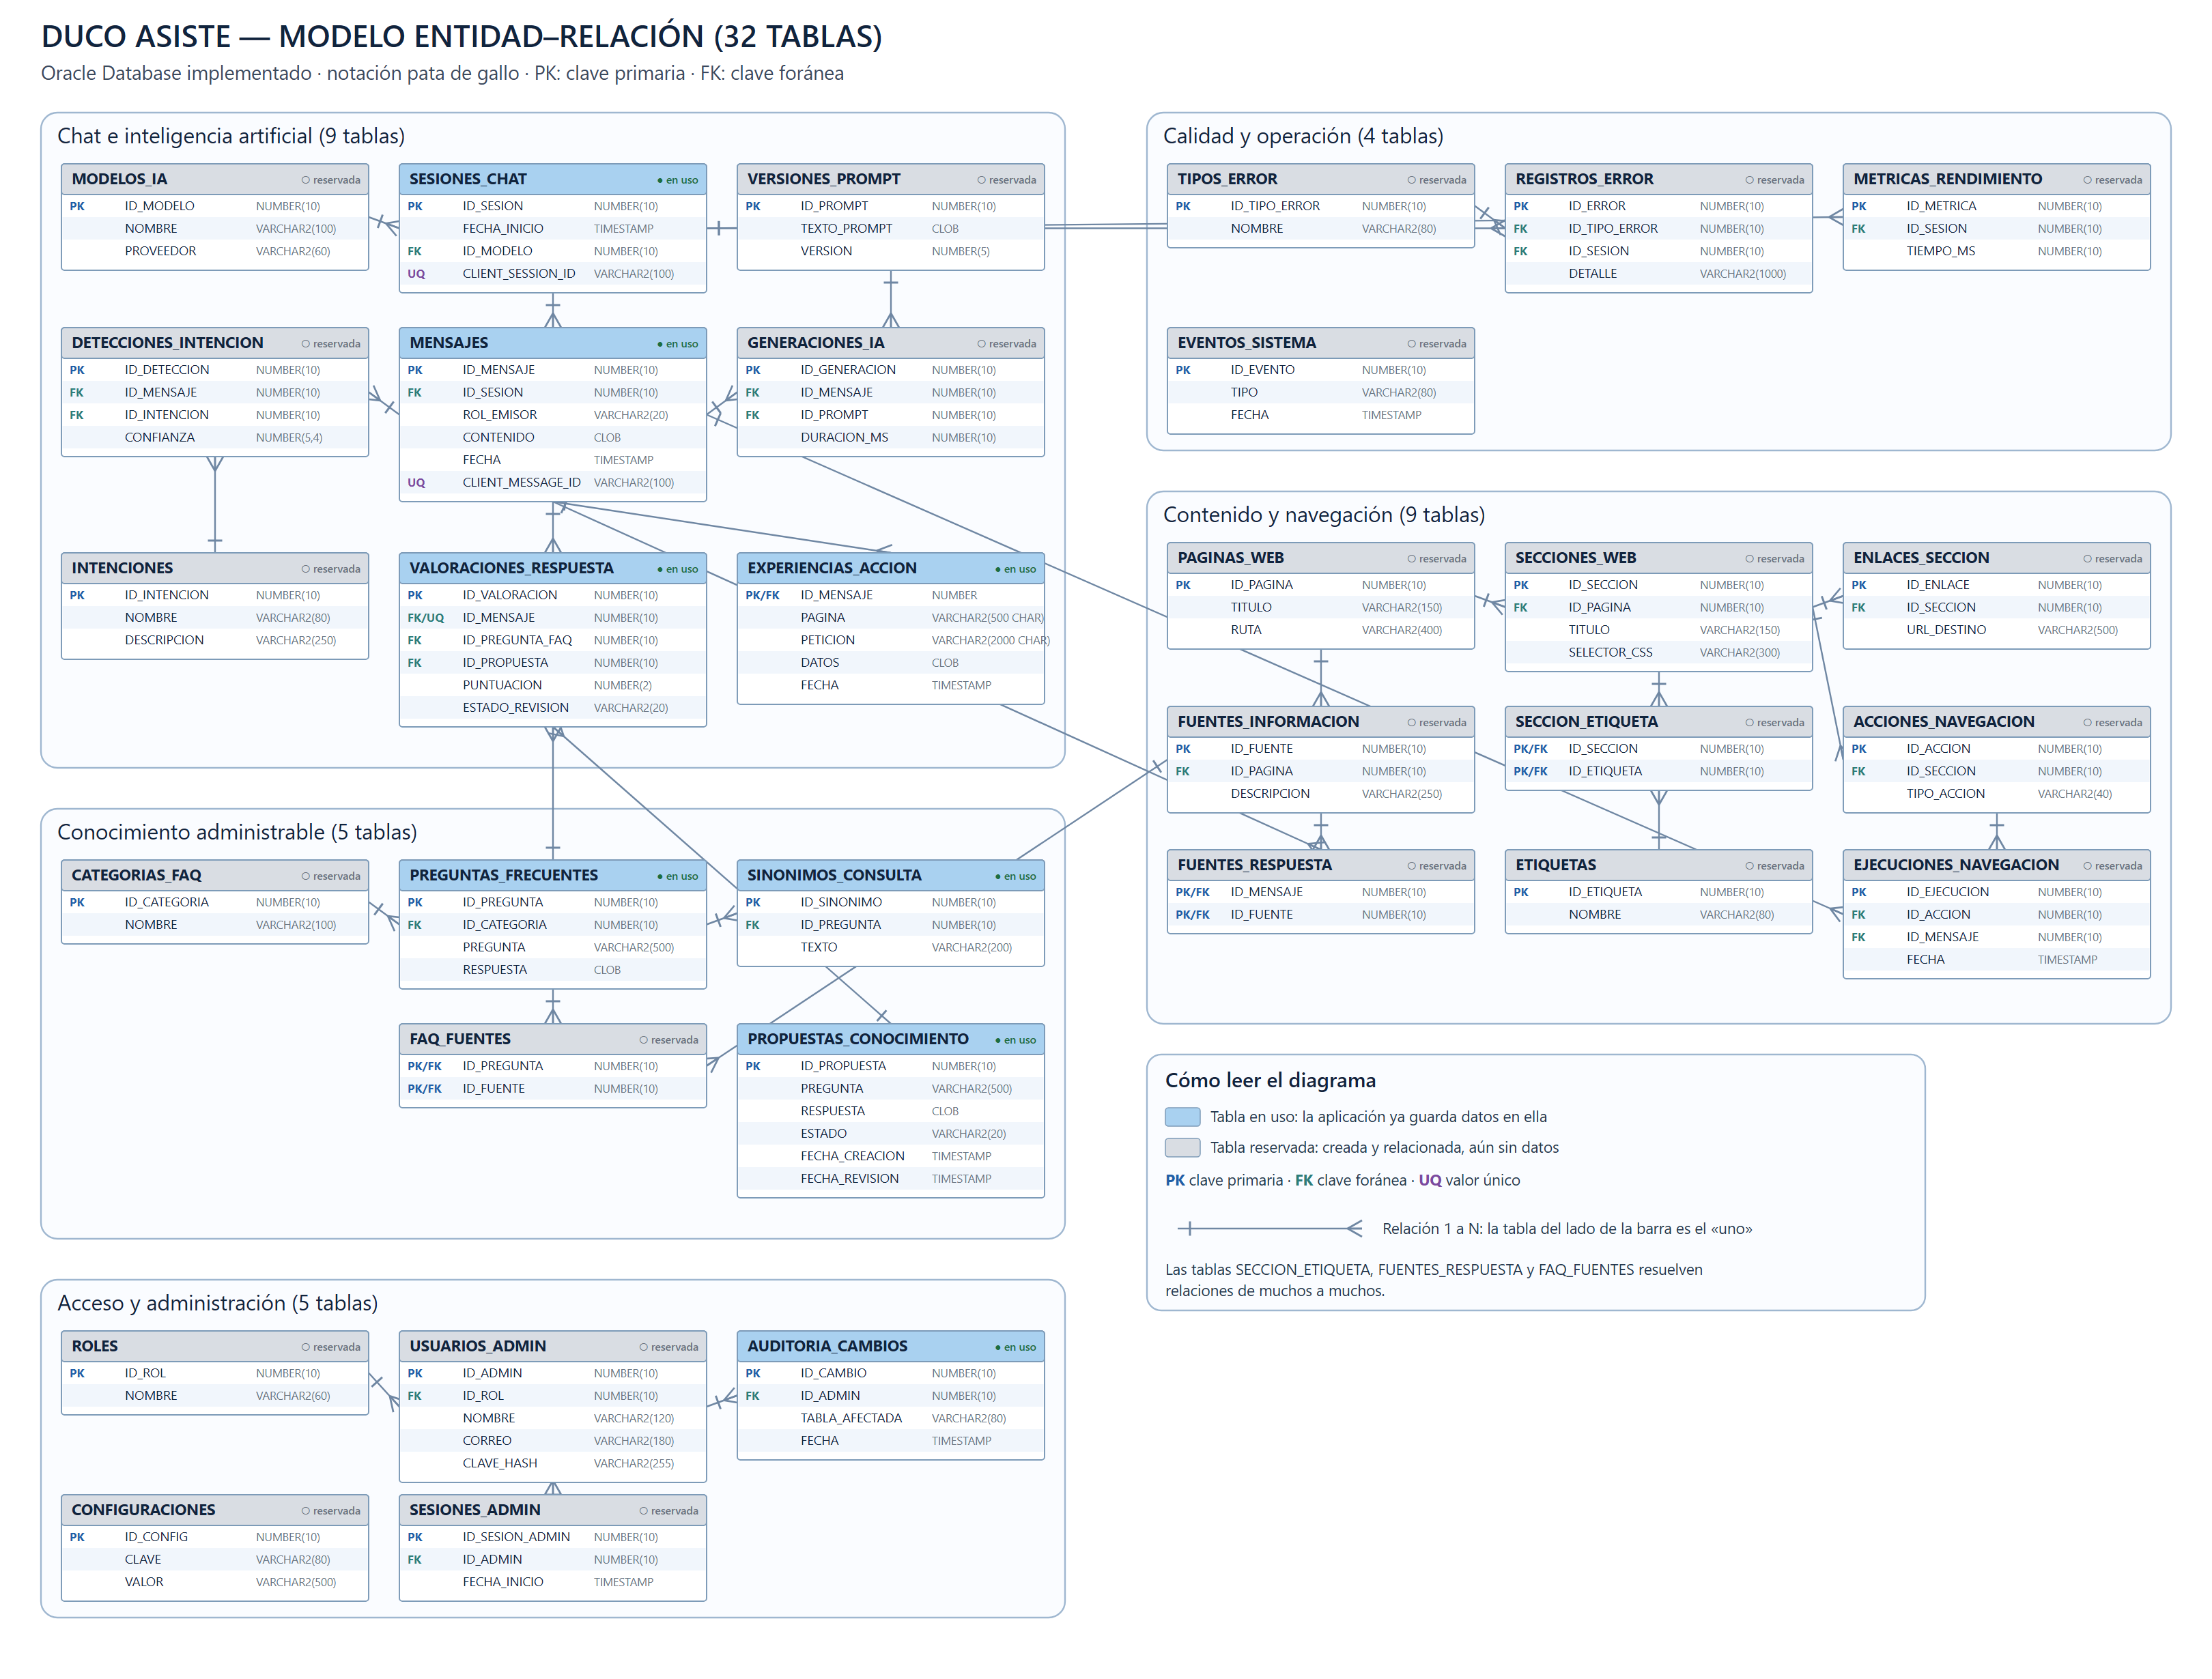 DUCO ASISTE — MODELO ENTIDAD–RELACIÓN (32 TABLAS)
Oracle Database implementado · notación pata de gallo · PK: clave primaria · FK: clave foránea
Chat e inteligencia artificial (9 tablas)
MODELOS_IA ○ reservada
PK ID_MODELO NUMBER(10)
NOMBRE VARCHAR2(100)
PROVEEDOR VARCHAR2(60)
SESIONES_CHAT ● en uso
PK ID_SESION NUMBER(10)
FECHA_INICIO TIMESTAMP
FK ID_MODELO NUMBER(10)
UQ CLIENT_SESSION_ID VARCHAR2(100)
VERSIONES_PROMPT ○ reservada
PK ID_PROMPT NUMBER(10)
TEXTO_PROMPT CLOB
VERSION NUMBER(5)
DETECCIONES_INTENCION ○ reservada
PK ID_DETECCION NUMBER(10)
FK ID_MENSAJE NUMBER(10)
FK ID_INTENCION NUMBER(10)
CONFIANZA NUMBER(5,4)
MENSAJES ● en uso
PK ID_MENSAJE NUMBER(10)
FK ID_SESION NUMBER(10)
ROL_EMISOR VARCHAR2(20)
CONTENIDO CLOB
FECHA TIMESTAMP
UQ CLIENT_MESSAGE_ID VARCHAR2(100)
GENERACIONES_IA ○ reservada
PK ID_GENERACION NUMBER(10)
FK ID_MENSAJE NUMBER(10)
FK ID_PROMPT NUMBER(10)
DURACION_MS NUMBER(10)
INTENCIONES ○ reservada
PK ID_INTENCION NUMBER(10)
NOMBRE VARCHAR2(80)
DESCRIPCION VARCHAR2(250)
VALORACIONES_RESPUESTA ● en uso
PK ID_VALORACION NUMBER(10)
FK/UQ ID_MENSAJE NUMBER(10)
FK ID_PREGUNTA_FAQ NUMBER(10)
FK ID_PROPUESTA NUMBER(10)
PUNTUACION NUMBER(2)
ESTADO_REVISION VARCHAR2(20)
EXPERIENCIAS_ACCION ● en uso
PK/FK ID_MENSAJE NUMBER
PAGINA VARCHAR2(500 CHAR)
PETICION VARCHAR2(2000 CHAR)
DATOS CLOB
FECHA TIMESTAMP
Calidad y operación (4 tablas)
TIPOS_ERROR ○ reservada
PK ID_TIPO_ERROR NUMBER(10)
NOMBRE VARCHAR2(80)
REGISTROS_ERROR ○ reservada
PK ID_ERROR NUMBER(10)
FK ID_TIPO_ERROR NUMBER(10)
FK ID_SESION NUMBER(10)
DETALLE VARCHAR2(1000)
METRICAS_RENDIMIENTO ○ reservada
PK ID_METRICA NUMBER(10)
FK ID_SESION NUMBER(10)
TIEMPO_MS NUMBER(10)
EVENTOS_SISTEMA ○ reservada
PK ID_EVENTO NUMBER(10)
TIPO VARCHAR2(80)
FECHA TIMESTAMP
Contenido y navegación (9 tablas)
PAGINAS_WEB ○ reservada
PK ID_PAGINA NUMBER(10)
TITULO VARCHAR2(150)
RUTA VARCHAR2(400)
SECCIONES_WEB ○ reservada
PK ID_SECCION NUMBER(10)
FK ID_PAGINA NUMBER(10)
TITULO VARCHAR2(150)
SELECTOR_CSS VARCHAR2(300)
ENLACES_SECCION ○ reservada
PK ID_ENLACE NUMBER(10)
FK ID_SECCION NUMBER(10)
URL_DESTINO VARCHAR2(500)
FUENTES_INFORMACION ○ reservada
PK ID_FUENTE NUMBER(10)
FK ID_PAGINA NUMBER(10)
DESCRIPCION VARCHAR2(250)
SECCION_ETIQUETA ○ reservada
PK/FK ID_SECCION NUMBER(10)
PK/FK ID_ETIQUETA NUMBER(10)
ACCIONES_NAVEGACION ○ reservada
PK ID_ACCION NUMBER(10)
FK ID_SECCION NUMBER(10)
TIPO_ACCION VARCHAR2(40)
FUENTES_RESPUESTA ○ reservada
PK/FK ID_MENSAJE NUMBER(10)
PK/FK ID_FUENTE NUMBER(10)
ETIQUETAS ○ reservada
PK ID_ETIQUETA NUMBER(10)
NOMBRE VARCHAR2(80)
EJECUCIONES_NAVEGACION ○ reservada
PK ID_EJECUCION NUMBER(10)
FK ID_ACCION NUMBER(10)
FK ID_MENSAJE NUMBER(10)
FECHA TIMESTAMP
Conocimiento administrable (5 tablas)
CATEGORIAS_FAQ ○ reservada
PK ID_CATEGORIA NUMBER(10)
NOMBRE VARCHAR2(100)
PREGUNTAS_FRECUENTES ● en uso
PK ID_PREGUNTA NUMBER(10)
FK ID_CATEGORIA NUMBER(10)
PREGUNTA VARCHAR2(500)
RESPUESTA CLOB
SINONIMOS_CONSULTA ● en uso
PK ID_SINONIMO NUMBER(10)
FK ID_PREGUNTA NUMBER(10)
TEXTO VARCHAR2(200)
FAQ_FUENTES ○ reservada
PK/FK ID_PREGUNTA NUMBER(10)
PK/FK ID_FUENTE NUMBER(10)
PROPUESTAS_CONOCIMIENTO ● en uso
PK ID_PROPUESTA NUMBER(10)
PREGUNTA VARCHAR2(500)
RESPUESTA CLOB
ESTADO VARCHAR2(20)
FECHA_CREACION TIMESTAMP
FECHA_REVISION TIMESTAMP
Cómo leer el diagrama
Tabla en uso: la aplicación ya guarda datos en ella
Tabla reservada: creada y relacionada, aún sin datos
PK clave primaria · FK clave foránea · UQ valor único
Relación 1 a N: la tabla del lado de la barra es el «uno»
Las tablas SECCION_ETIQUETA, FUENTES_RESPUESTA y FAQ_FUENTES resuelven
relaciones de muchos a muchos.
Acceso y administración (5 tablas)
ROLES ○ reservada
PK ID_ROL NUMBER(10)
NOMBRE VARCHAR2(60)
USUARIOS_ADMIN ○ reservada
PK ID_ADMIN NUMBER(10)
FK ID_ROL NUMBER(10)
NOMBRE VARCHAR2(120)
CORREO VARCHAR2(180)
CLAVE_HASH VARCHAR2(255)
AUDITORIA_CAMBIOS ● en uso
PK ID_CAMBIO NUMBER(10)
FK ID_ADMIN NUMBER(10)
TABLA_AFECTADA VARCHAR2(80)
FECHA TIMESTAMP
CONFIGURACIONES ○ reservada
PK ID_CONFIG NUMBER(10)
CLAVE VARCHAR2(80)
VALOR VARCHAR2(500)
SESIONES_ADMIN ○ reservada
PK ID_SESION_ADMIN NUMBER(10)
FK ID_ADMIN NUMBER(10)
FECHA_INICIO TIMESTAMP